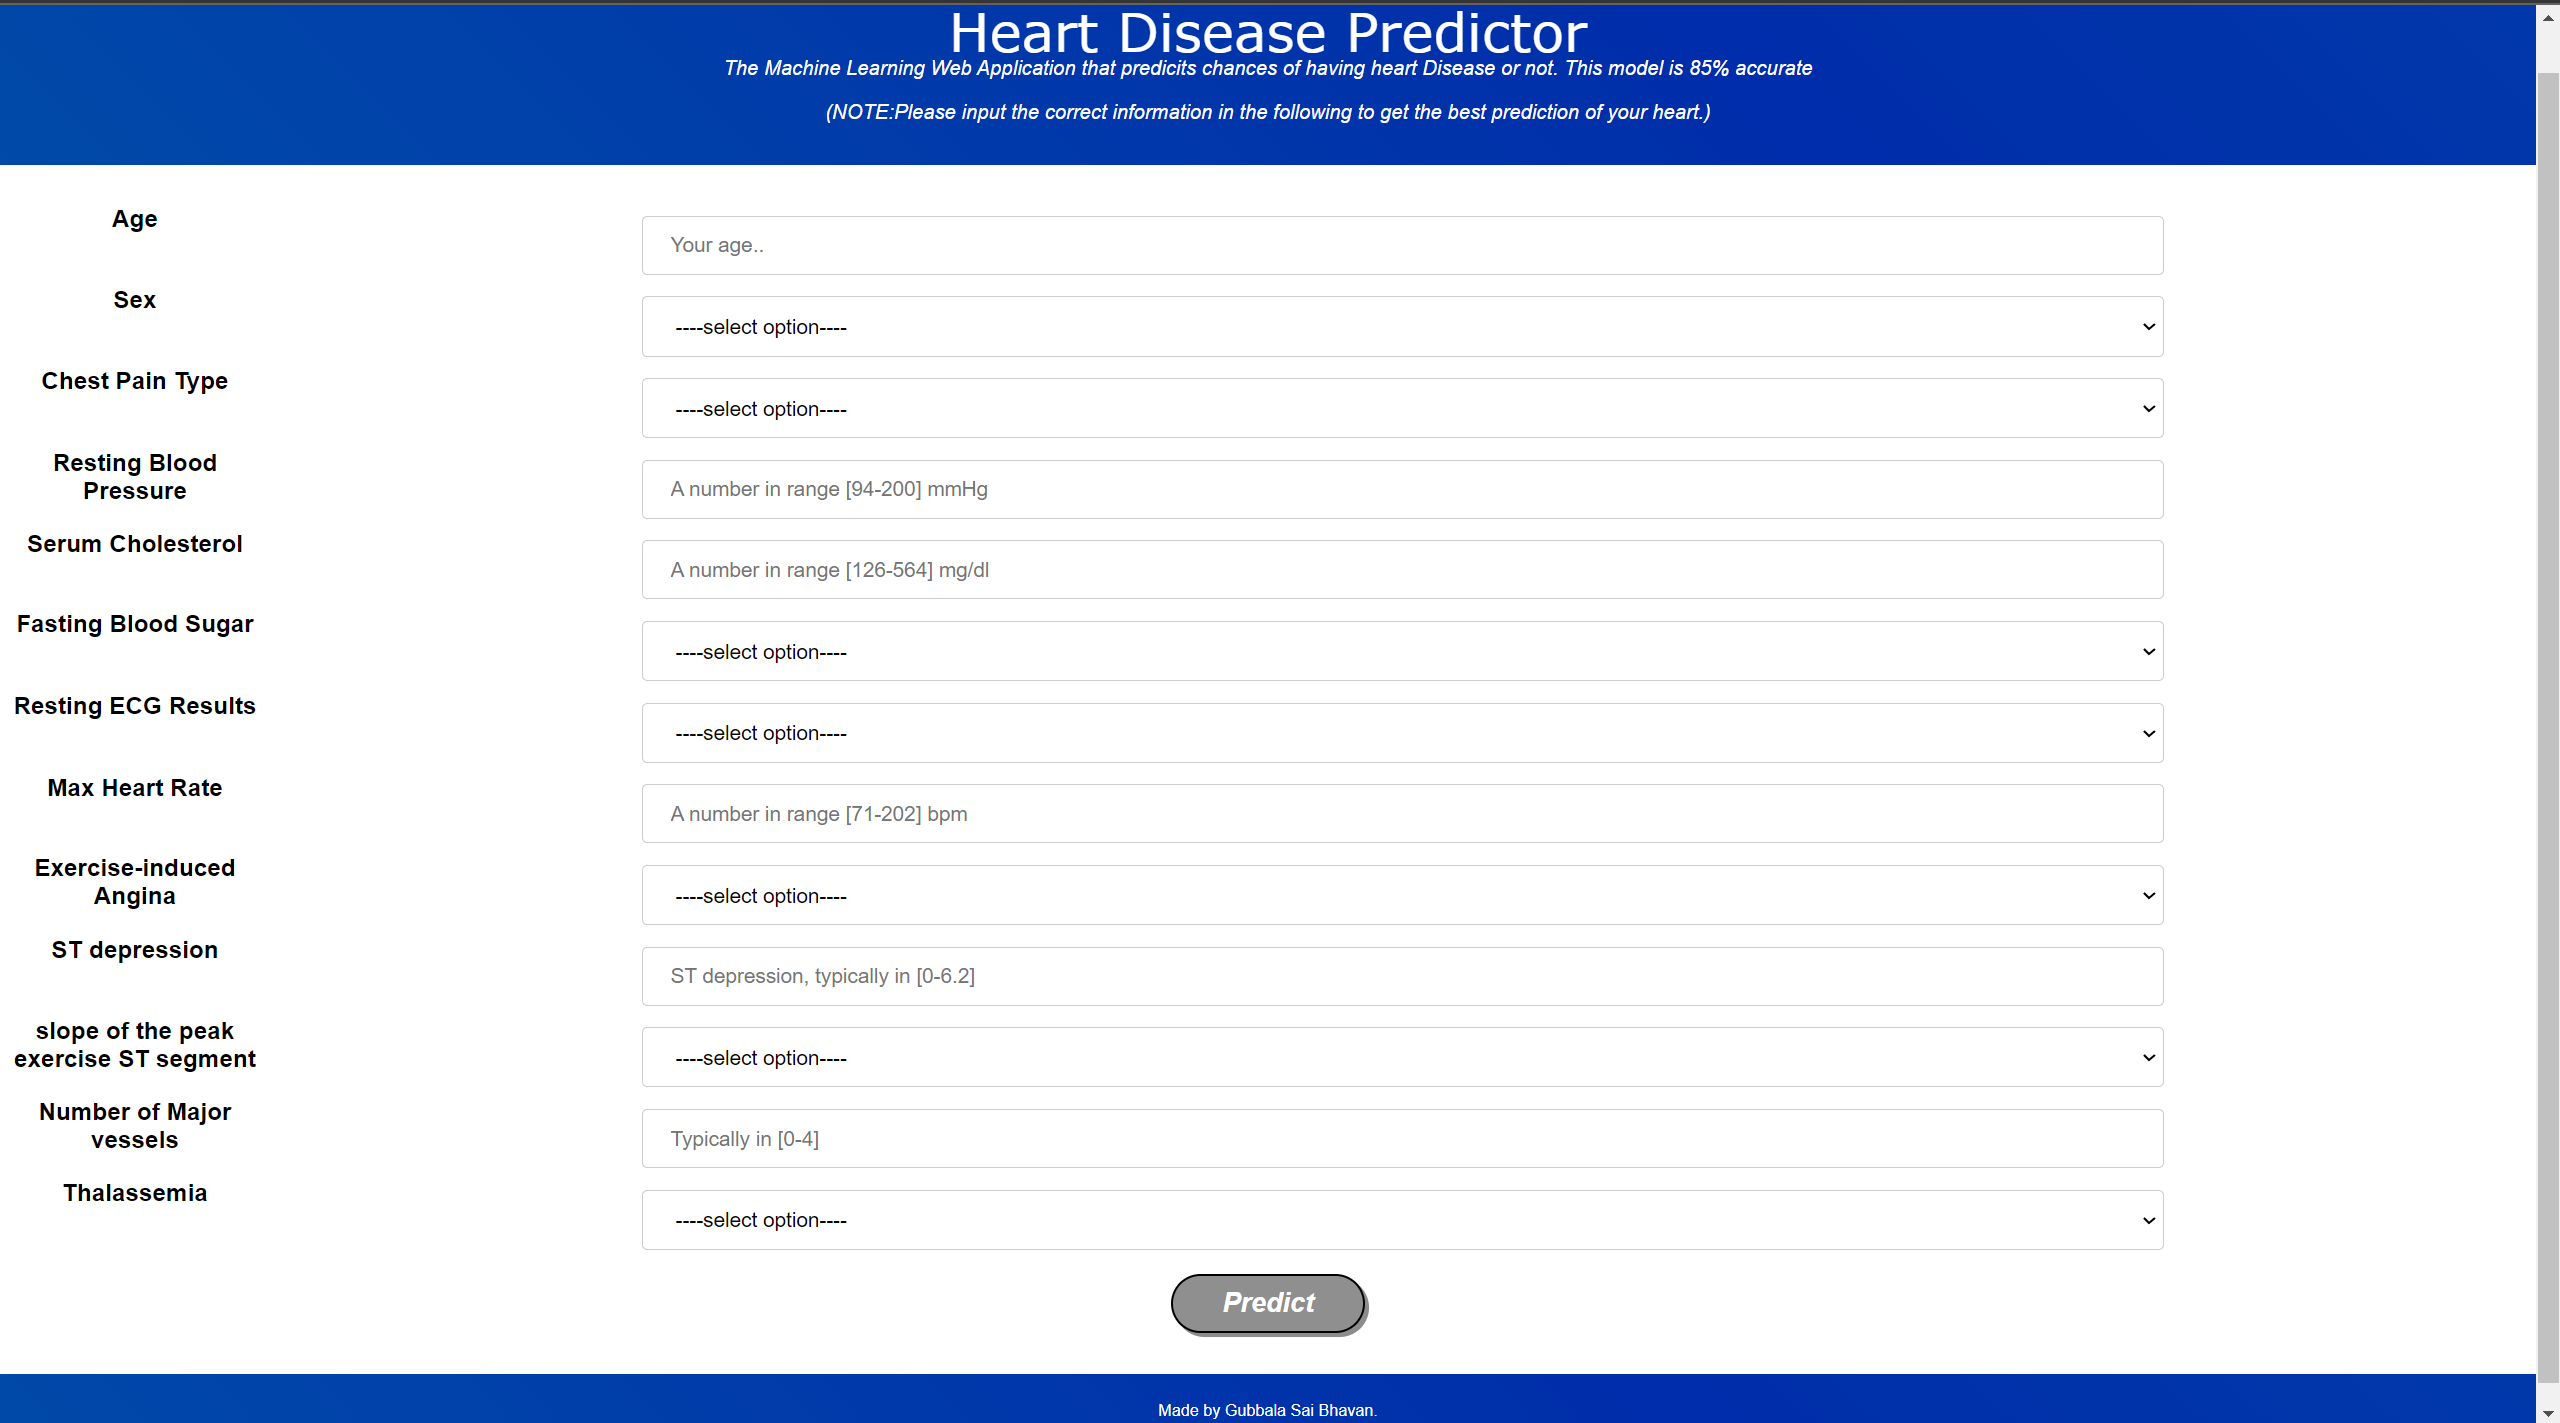 Heart Disease Predictor
The Machine Learning Web Application that predicits chances of having heart Disease or not. This model is 85% accurate
(NOTE:Please input the correct information in the following to get the best prediction of your heart.)
Age
Your age..
Sex
----select option----
Chest Pain Type
----select option----
Resting Blood
Pressure
A number in range [94-200] mmHg
Serum Cholesterol
A number in range [126-564] mg/dl
Fasting Blood Sugar
----select option----
Resting ECG Results
----select option----
Max Heart Rate
A number in range [71-202] bpm
Exercise-induced
Angina
----select option----
ST depression
ST depression, typically in [0-6.2]
slope of the peak
exercise ST segment
----select option----
Number of Major
vessels
Typically in [0-4]
Thalassemia
----select option----
Predict
Made by Gubbala Sai Bhavan.